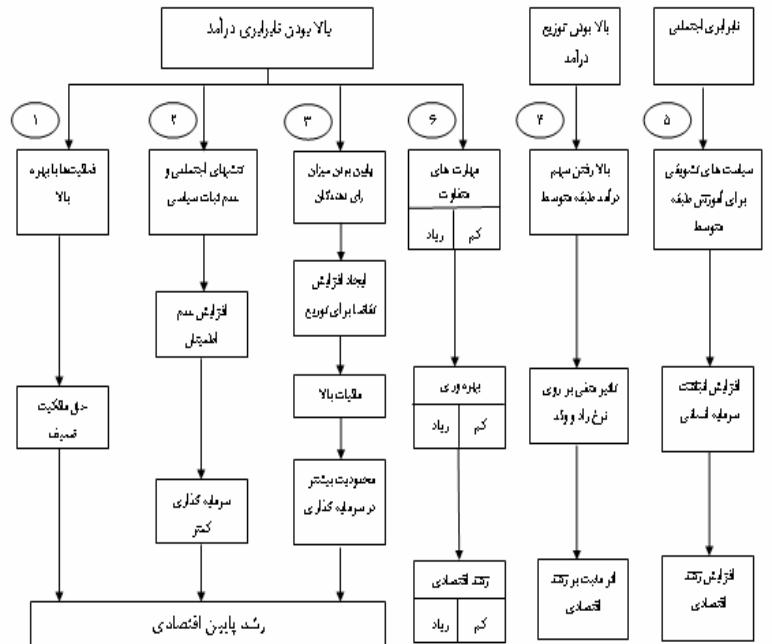 بالا بودن نابرابری درآمد
بالا بودن توزیع
درآمد
نابرابری اجتماعی
۱
۲
۳
۶
۴
۵
فعالیت‌ها با بهره
بالا
تنشهای اجتماعی و
عدم ثبات سیاسی
پایین بودن میزان
رای دهندگان
مهارت های
متفاوت
زیاد
کم
بالا رفتن سهم
درآمد طبقه متوسط
سیاست های تشویقی
برای آموزش طبقه
متوسط
ایجاد افزایش
تقاضا برای توزیع
افزایش عدم
اطمینان
حق مالکیت
ضعیف
مالیات بالا
بهره وری
زیاد
کم
تاثیر منفی بر روی
نرخ زاد و ولد
افزایش انباشت
سرمایه انسانی
سرمایه گذاری
کمتر
محدودیت بیشتر
در سرمایه گذاری
رشد اقتصادی
زیاد
کم
اثر مثبت بر رشد
اقتصادی
افزایش رشد
اقتصادی
رشد پایین اقتصادی